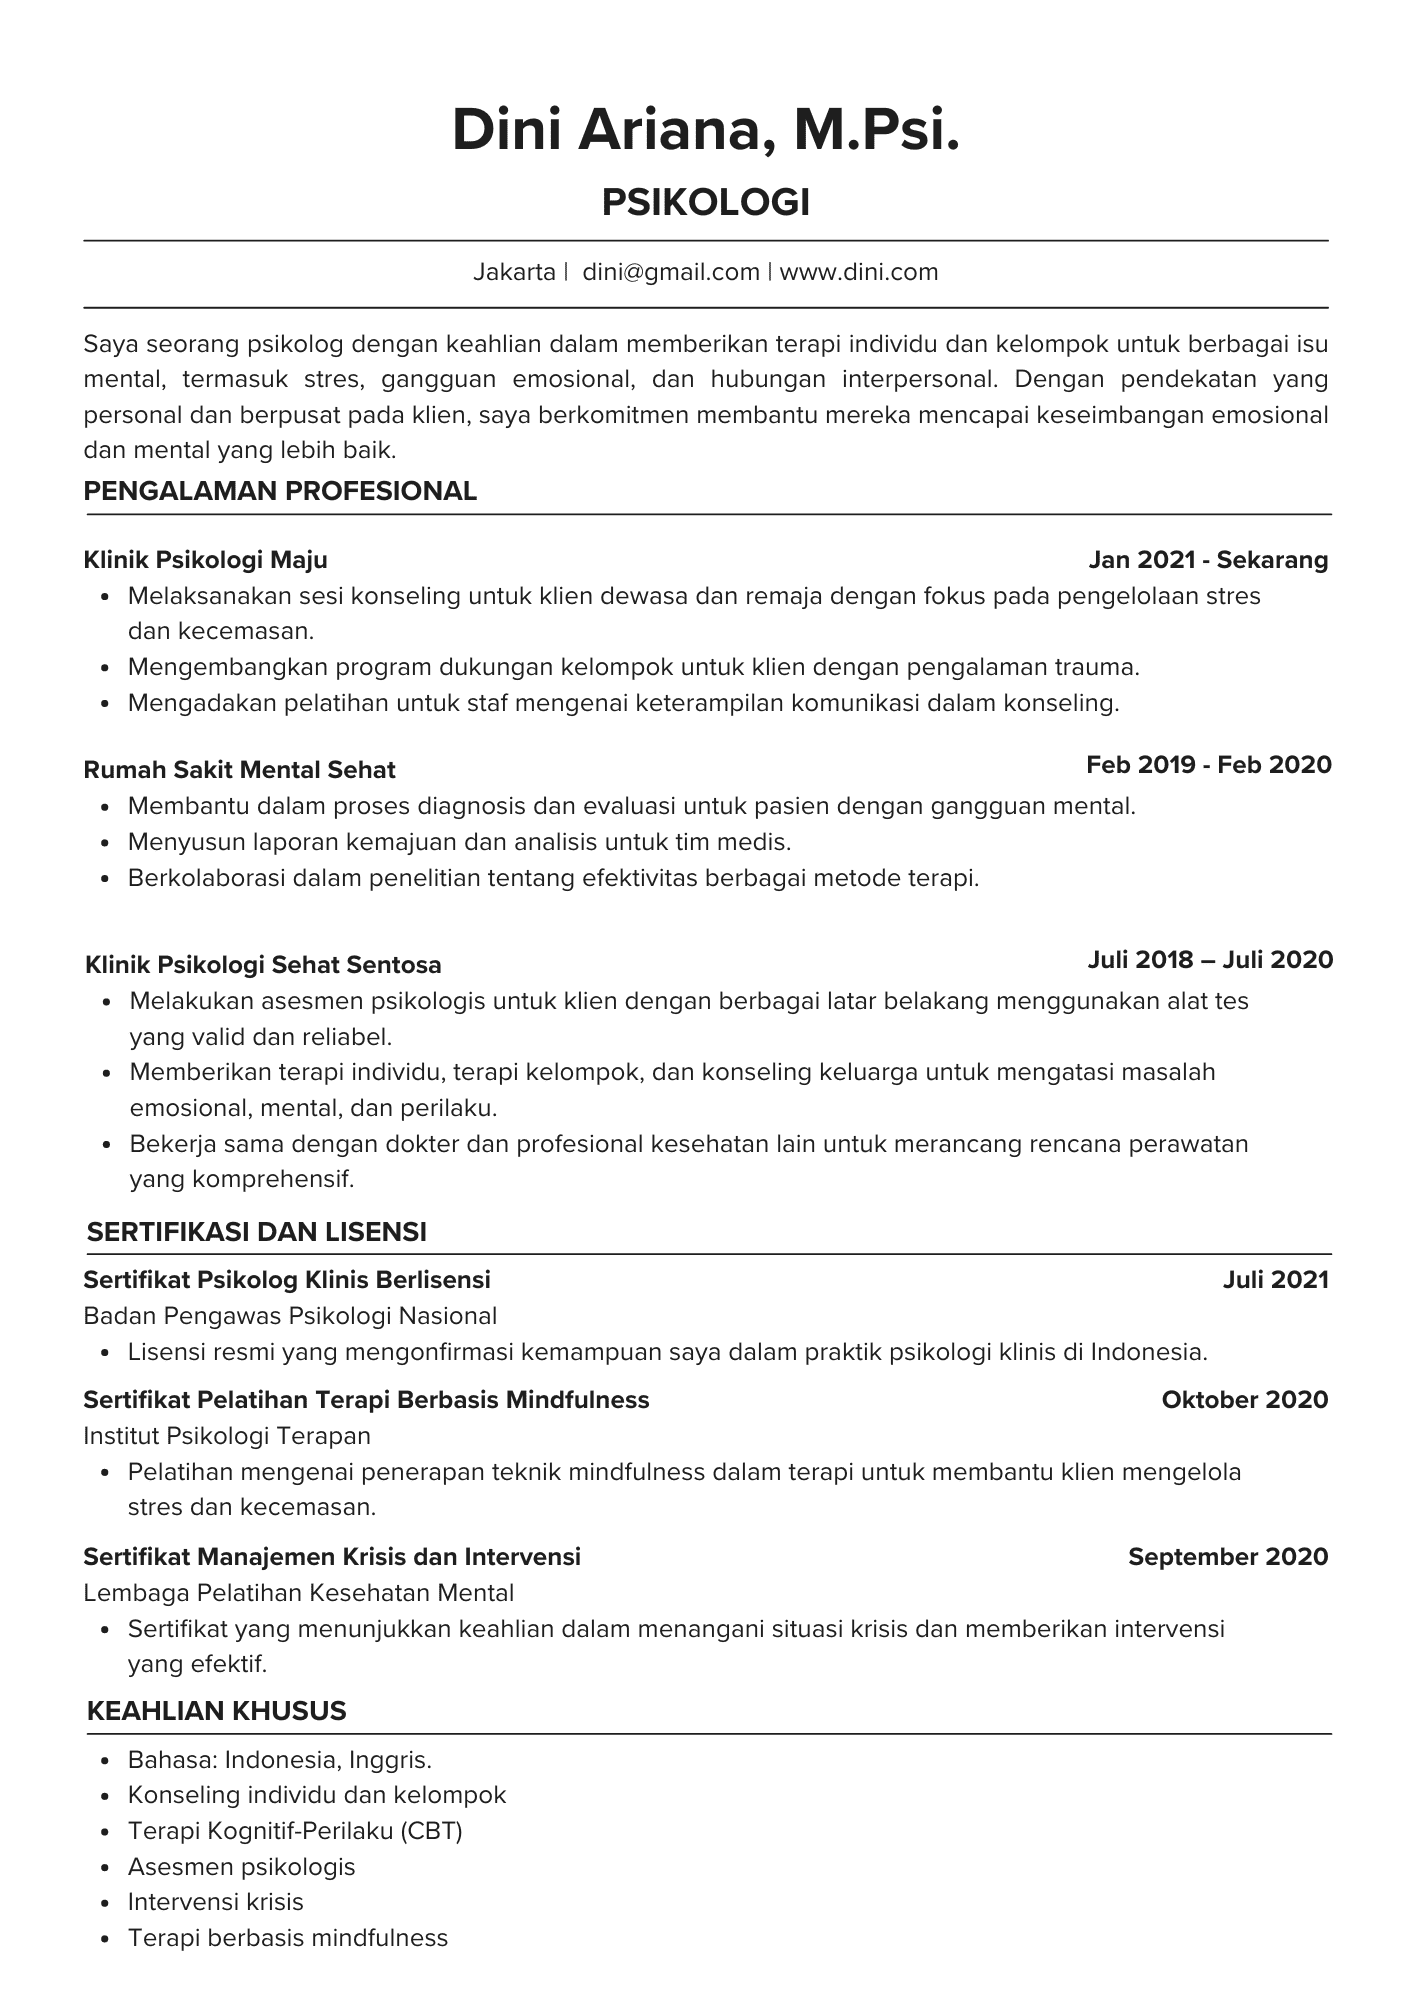 Dini Ariana, M.Psi.
PSIKOLOGI
Jakarta | dini@gmail.com | www.dini.com
Saya seorang psikolog dengan keahlian dalam memberikan terapi individu dan kelompok untuk berbagai isu
mental, termasuk stres, gangguan emosional, dan hubungan interpersonal. Dengan pendekatan yang
personal dan berpusat pada klien, saya berkomitmen membantu mereka mencapai keseimbangan emosional
dan mental yang lebih baik.
PENGALAMAN PROFESIONAL
Klinik Psikologi Maju Jan 2021 - Sekarang
• Melaksanakan sesi konseling untuk klien dewasa dan remaja dengan fokus pada pengelolaan stres
dan kecemasan.
• Mengembangkan program dukungan kelompok untuk klien dengan pengalaman trauma.
• Mengadakan pelatihan untuk staf mengenai keterampilan komunikasi dalam konseling.
Rumah Sakit Mental Sehat Feb 2019 - Feb 2020
• Membantu dalam proses diagnosis dan evaluasi untuk pasien dengan gangguan mental.
• Menyusun laporan kemajuan dan analisis untuk tim medis.
• Berkolaborasi dalam penelitian tentang efektivitas berbagai metode terapi.
Klinik Psikologi Sehat Sentosa Juli 2018 – Juli 2020
• Melakukan asesmen psikologis untuk klien dengan berbagai latar belakang menggunakan alat tes
yang valid dan reliabel.
• Memberikan terapi individu, terapi kelompok, dan konseling keluarga untuk mengatasi masalah
emosional, mental, dan perilaku.
• Bekerja sama dengan dokter dan profesional kesehatan lain untuk merancang rencana perawatan
yang komprehensif.
SERTIFIKASI DAN LISENSI
Sertifikat Psikolog Klinis Berlisensi Juli 2021
Badan Pengawas Psikologi Nasional
• Lisensi resmi yang mengonfirmasi kemampuan saya dalam praktik psikologi klinis di Indonesia.
Sertifikat Pelatihan Terapi Berbasis Mindfulness Oktober 2020
Institut Psikologi Terapan
• Pelatihan mengenai penerapan teknik mindfulness dalam terapi untuk membantu klien mengelola
stres dan kecemasan.
Sertifikat Manajemen Krisis dan Intervensi September 2020
Lembaga Pelatihan Kesehatan Mental
• Sertifikat yang menunjukkan keahlian dalam menangani situasi krisis dan memberikan intervensi
yang efektif.
KEAHLIAN KHUSUS
• Bahasa: Indonesia, Inggris.
• Konseling individu dan kelompok
• Terapi Kognitif-Perilaku (CBT)
• Asesmen psikologis
• Intervensi krisis
• Terapi berbasis mindfulness